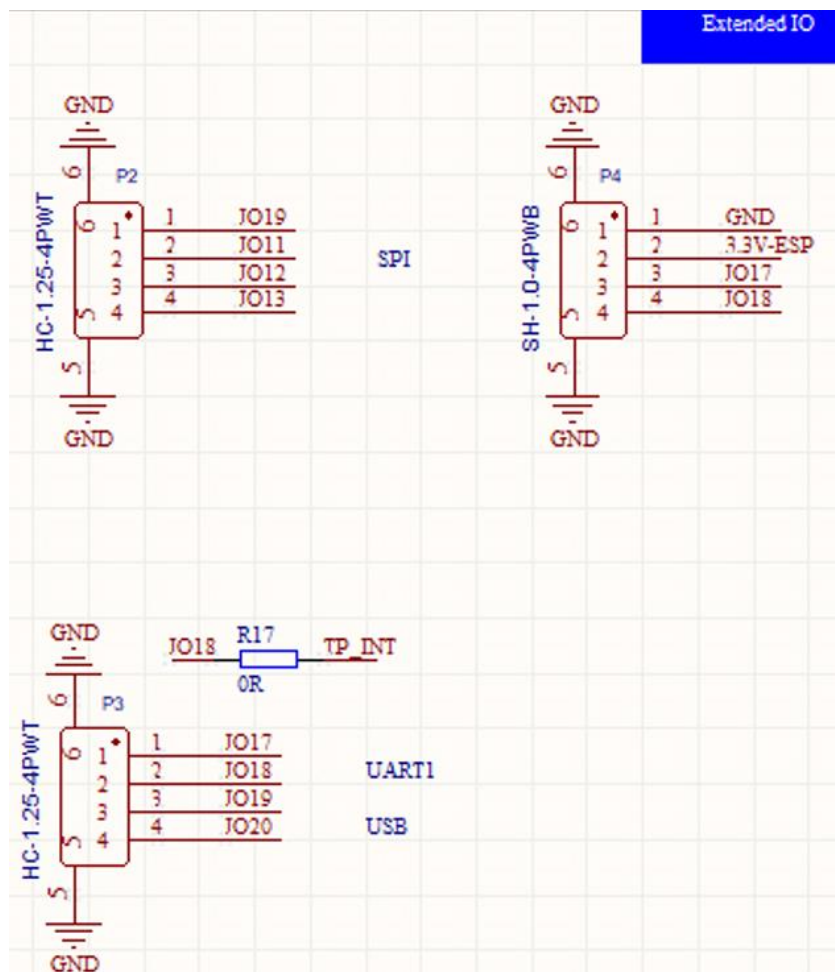 Extended IO
GND
6
P2
HC-1.25-4PWT
6
1
2
3
4
5
1 JO19
2 JO11
3 JO12
4 JO13
SPI
5
GND
GND
6
P4
SH-1.0-4PWB
6
1
2
3
4
5
1 GND
2 3.3V-ESP
3 JO17
4 JO18
5
GND
JO18
R17
0R
TP_INT
GND
6
P3
HC-1.25-4PWT
6
1
2
3
4
5
1 JO17
2 JO18
3 JO19
4 JO20
UART1
USB
5
GND